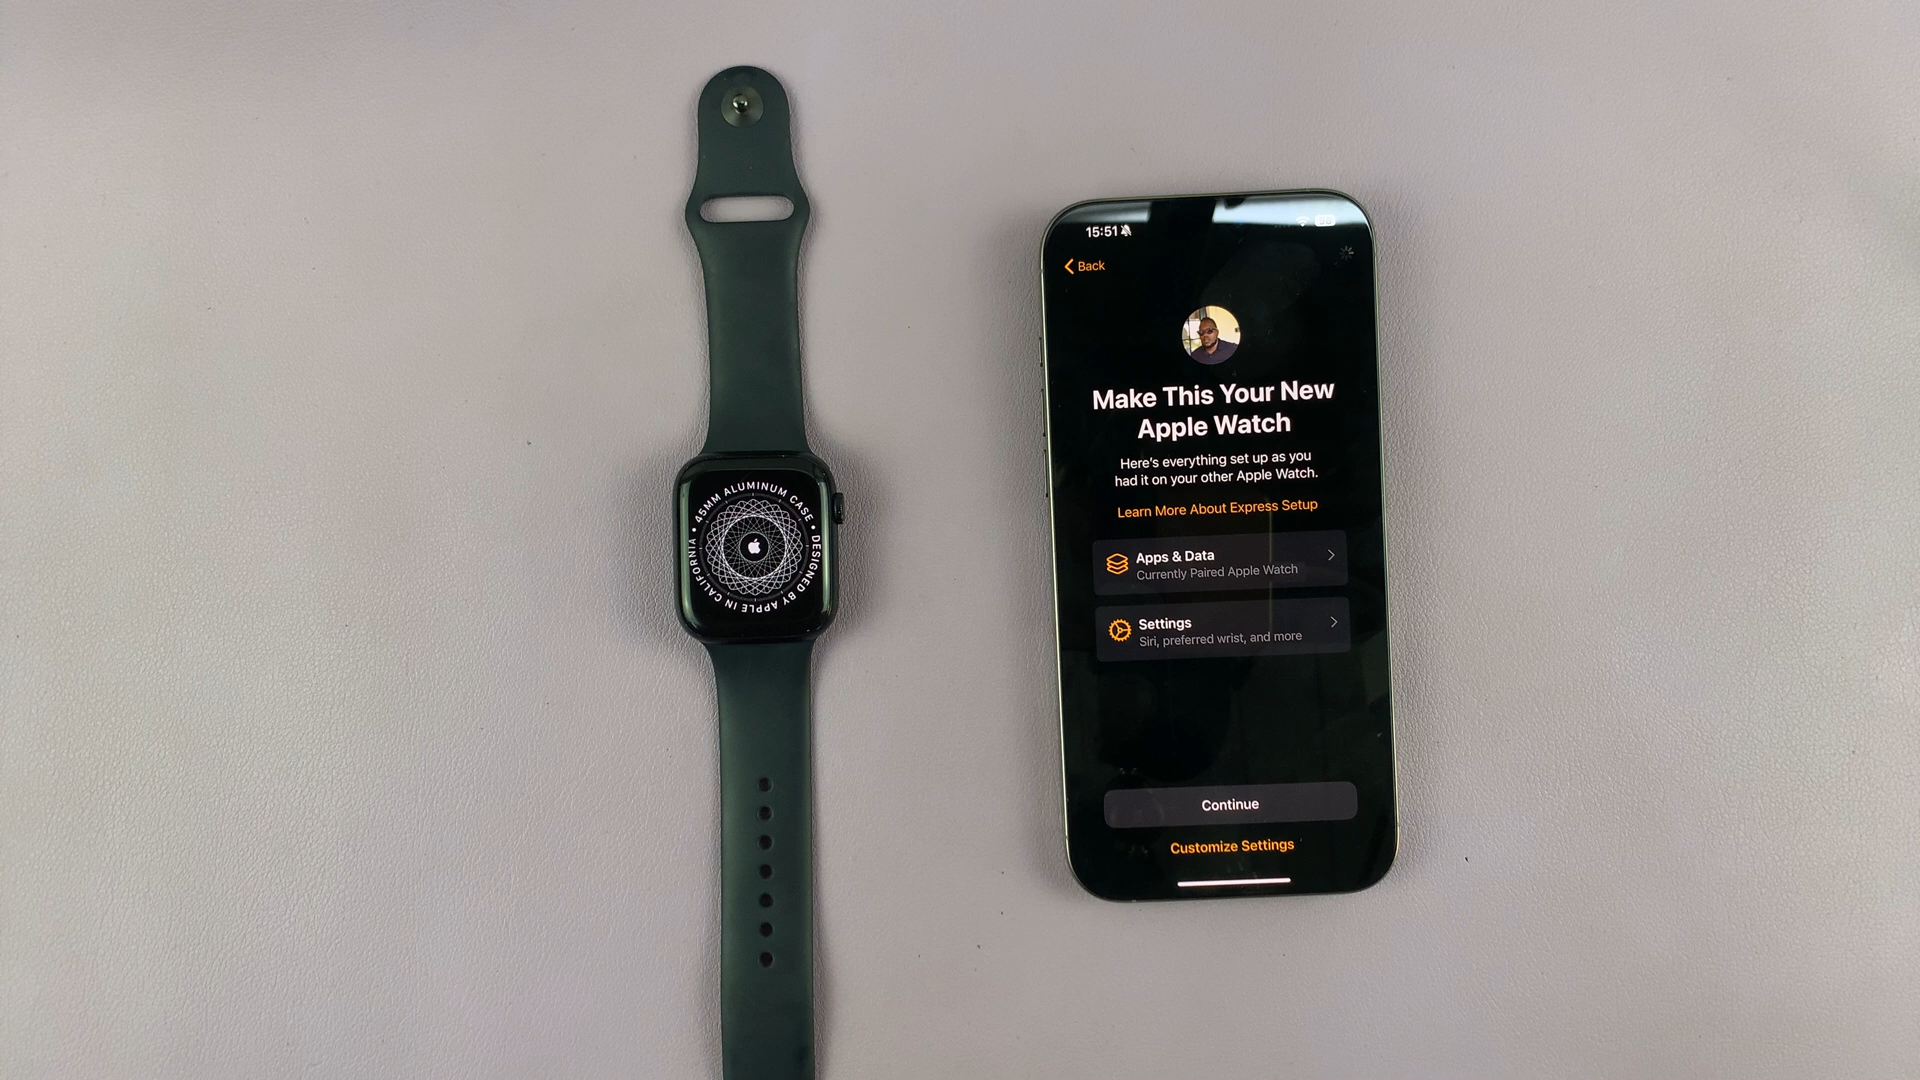 45MM ALUMINUM CASE • DESIGNED BY APPLE IN CALIFORNIA •
15:51
Back
Make This Your New
Apple Watch
Here's everything set up as you
had it on your other Apple Watch.
Learn More About Express Setup
Apps & Data
Currently Paired Apple Watch
Settings
Siri, preferred wrist, and more
Continue
Customize Settings